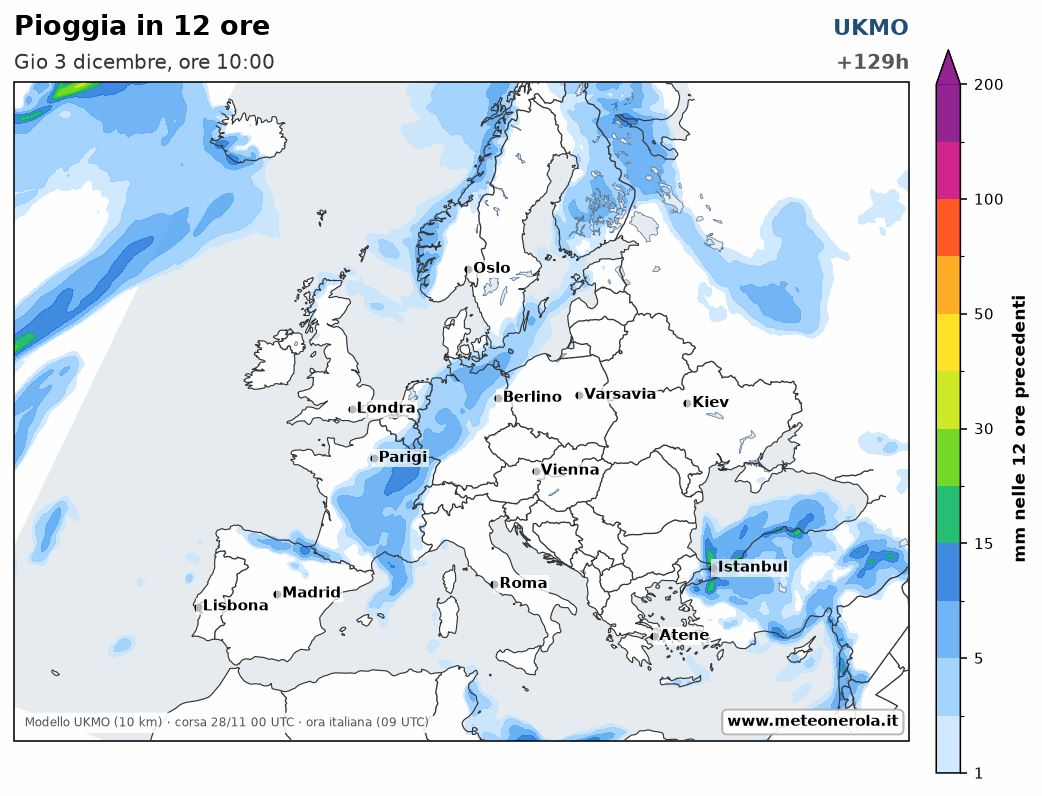 Pioggia in 12 ore
UKMO
Gio 3 dicembre, ore 10:00
+129h
200
100
50
30
15
5
1
mm nelle 12 ore precedenti
Oslo
Londra
Berlino
Varsavia
Kiev
Parigi
Vienna
Istanbul
Roma
Madrid
Lisbona
Atene
Modello UKMO (10 km) · corsa 28/11 00 UTC · ora italiana (09 UTC)
www.meteonerola.it